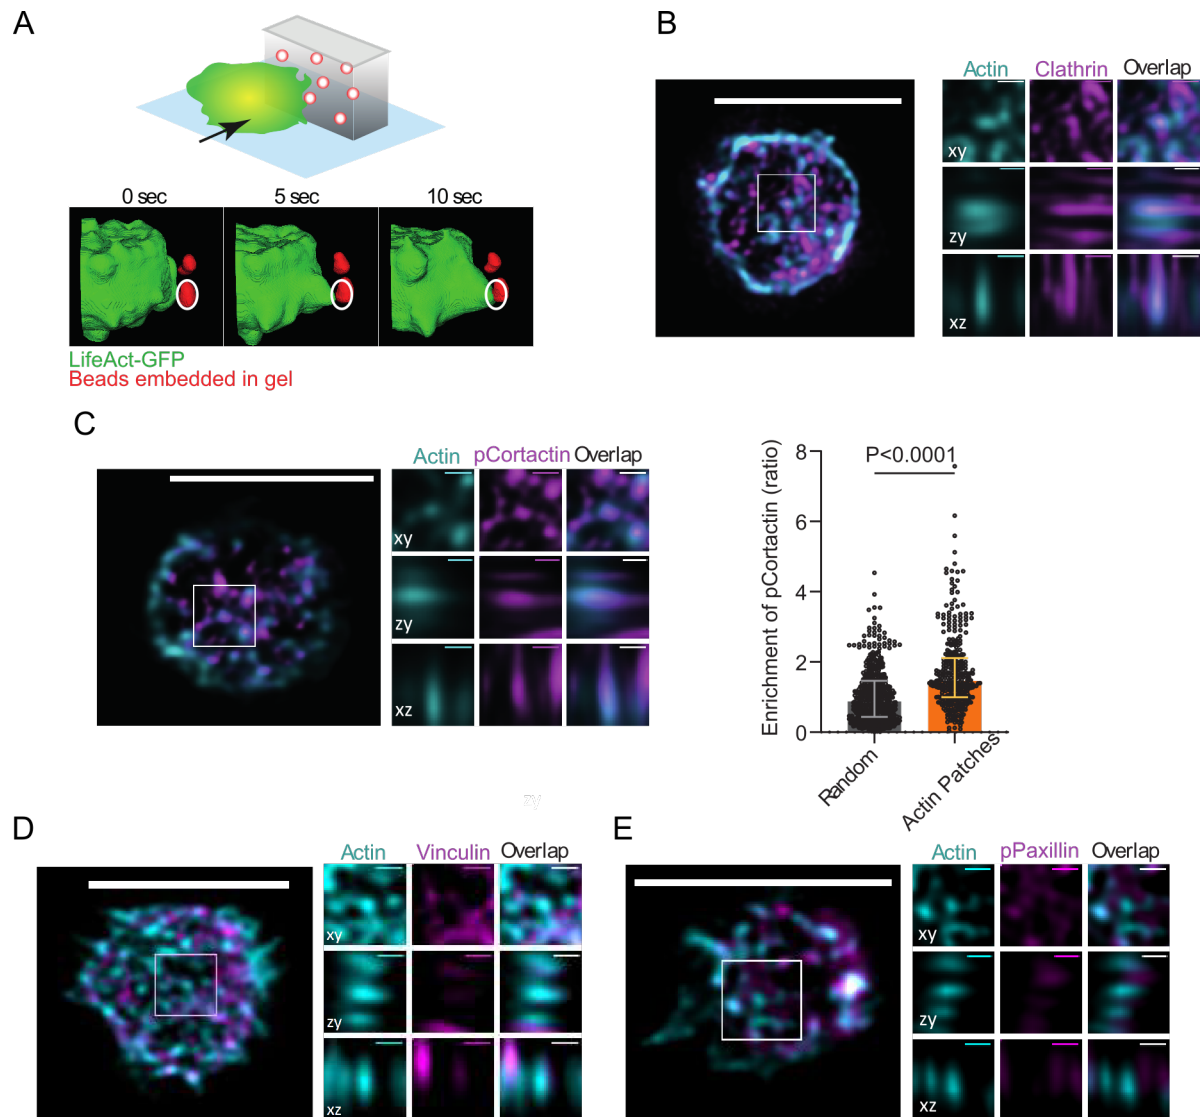 A
0 sec
5 sec
10 sec
LifeAct-GFP
Beads embedded in gel
B
Actin
Clathrin
Overlap
xy
zy
xz
C
Actin
pCortactin
Overlap
xy
zy
xz
Enrichment of pCortactin (ratio)
8
6
4
2
0
P<0.0001
Random
Actin Patches
zy
D
Actin
Vinculin
Overlap
xy
zy
xz
E
Actin
pPaxillin
Overlap
xy
zy
xz